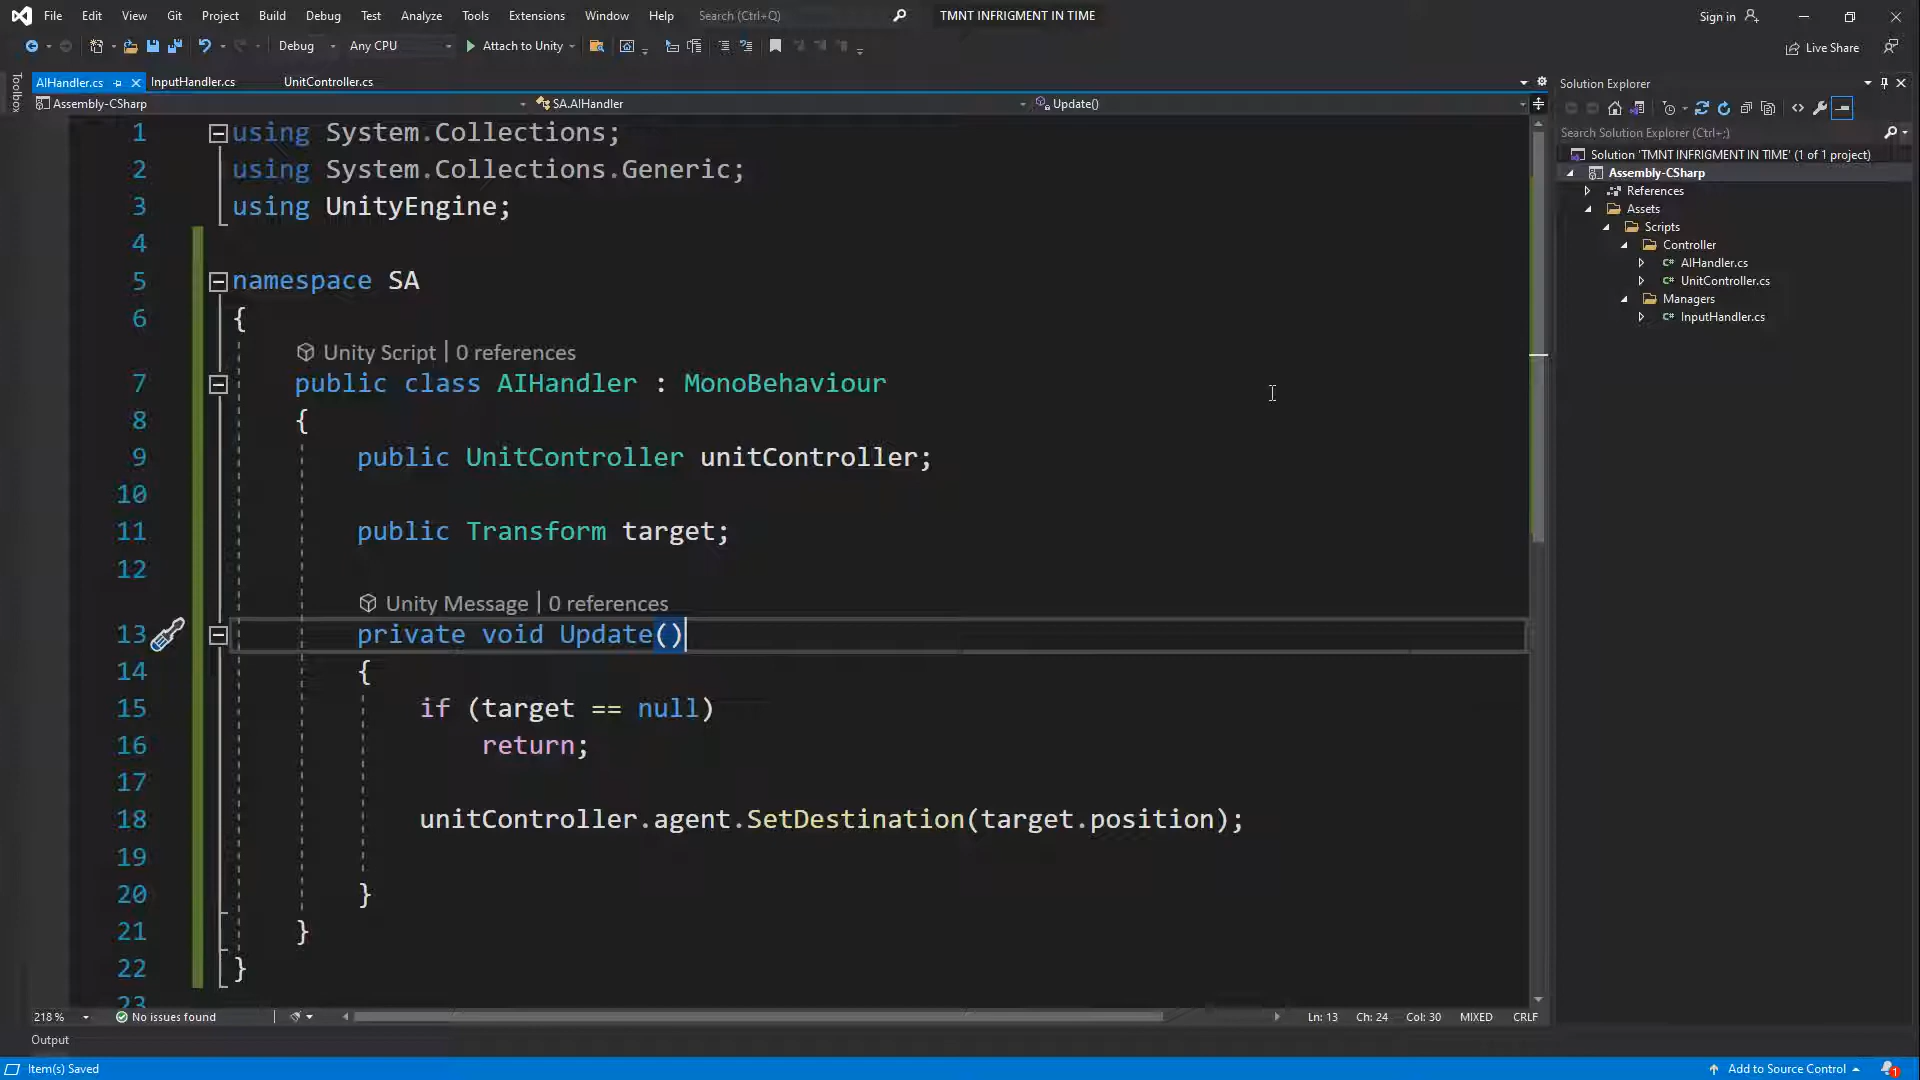 File Edit View Git Project Build Debug Test Analyze Tools Extensions Window Help Search (Ctrl+Q) TMNT INFRIGMENT IN TIME Sign in
Debug Any CPU Attach to Unity Live Share
Toolbox
AIHandler.cs InputHandler.cs UnitController.cs
Assembly-CSharp SA.AIHandler Update()
1 using System.Collections;
2 using System.Collections.Generic;
3 using UnityEngine;
4
5 namespace SA
6 {
Unity Script | 0 references
7 public class AIHandler : MonoBehaviour
8 {
9 public UnitController unitController;
10
11 public Transform target;
12
Unity Message | 0 references
13 private void Update()
14 {
15 if (target == null)
16 return;
17
18 unitController.agent.SetDestination(target.position);
19
20 }
21 }
22 }
23
218 % No issues found Ln: 13 Ch: 24 Col: 30 MIXED CRLF
Output
Item(s) Saved Add to Source Control 1
Solution Explorer
Search Solution Explorer (Ctrl+;)
Solution 'TMNT INFRIGMENT IN TIME' (1 of 1 project)
Assembly-CSharp
References
Assets
Scripts
Controller
C# AIHandler.cs
C# UnitController.cs
Managers
C# InputHandler.cs